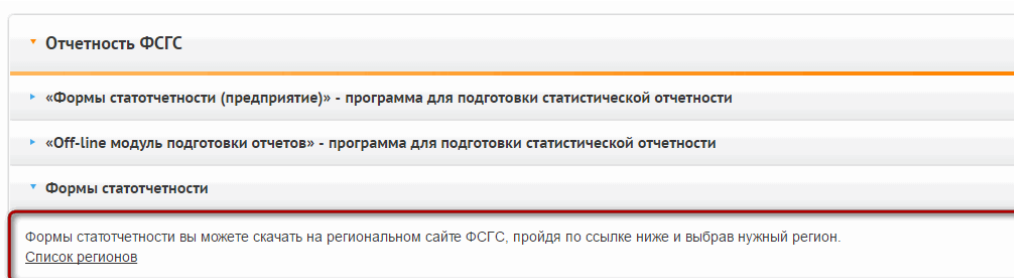 Отчетность ФСГС
«Формы статотчетности (предприятие)» - программа для подготовки статистической отчетности
«Off-line модуль подготовки отчетов» - программа для подготовки статистической отчетности
Формы статотчетности
Формы статотчетности вы можете скачать на региональном сайте ФСГС, пройдя по ссылке ниже и выбрав нужный регион.
Список регионов